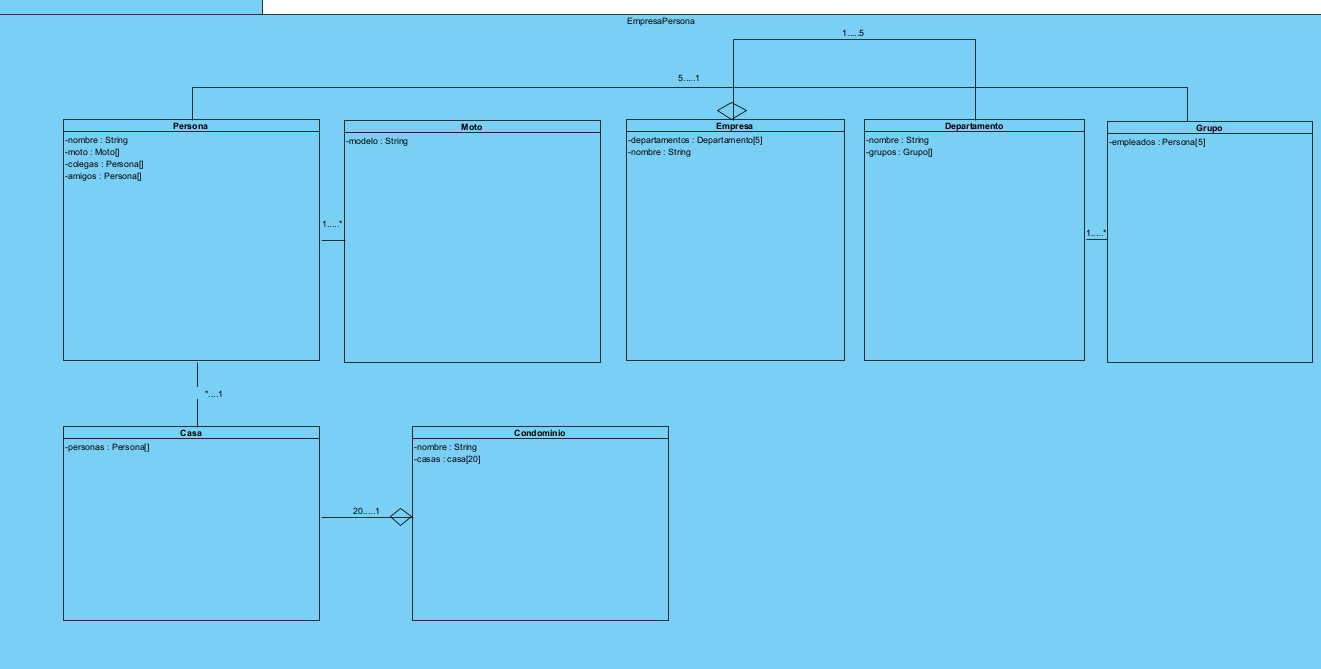 EmpresaPersona
1.....5
5.....1
Persona
-nombre : String
-moto : Moto[]
-colegas : Persona[]
-amigos : Persona[]
Moto
-modelo : String
Empresa
-departamentos : Departamento[5]
-nombre : String
Departamento
-nombre : String
-grupos : Grupo[]
Grupo
-empleados : Persona[5]
1.....*
1.....*
*....1
Casa
-personas : Persona[]
Condominio
-nombre : String
-casas : casa[20]
20.....1